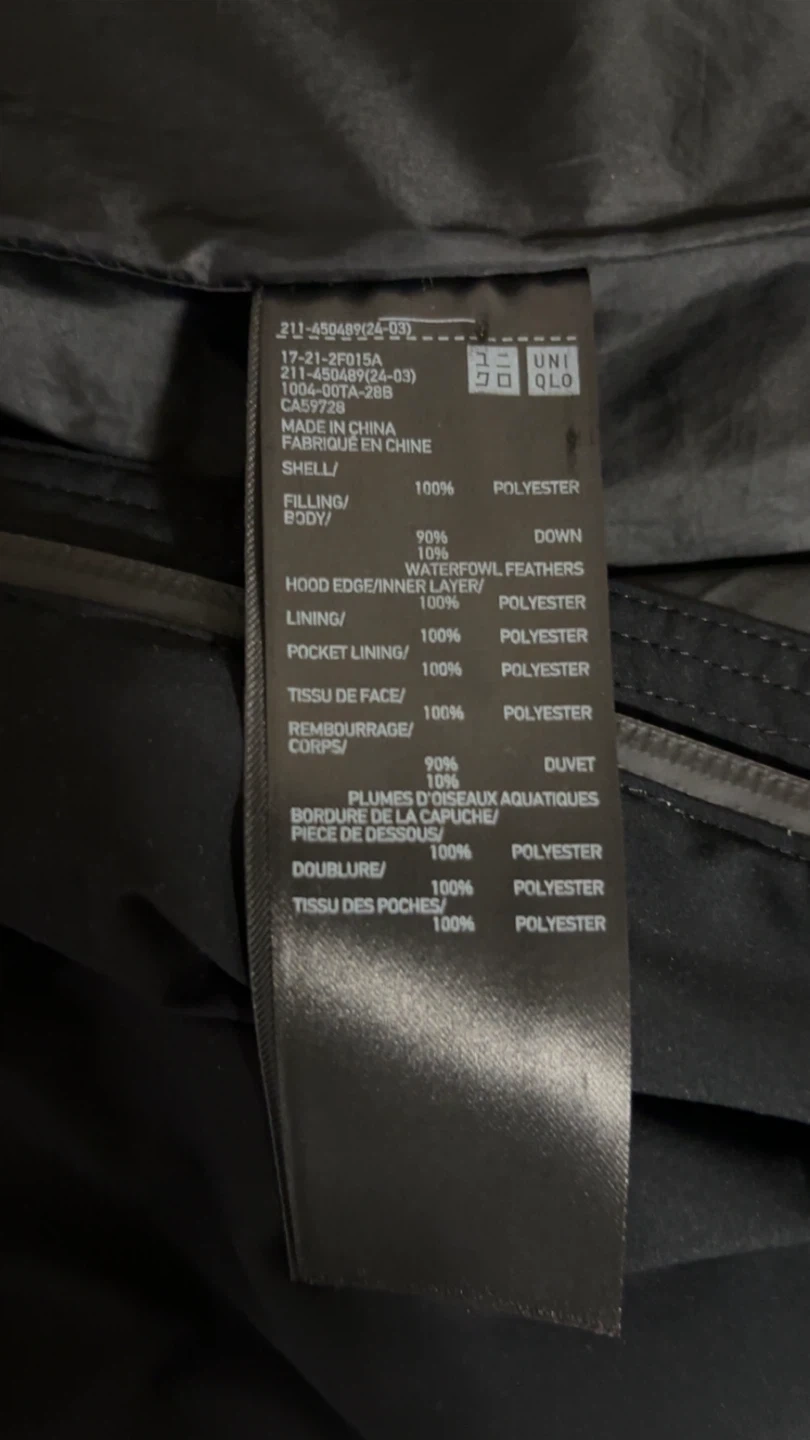 211-450489(24-03)
17-21-2F015A
211-450489(24-03)
1004-00TA-28B
CA59728
ユニ
クロ
UNI
QLO
MADE IN CHINA
FABRIQUÉ EN CHINE
SHELL/
100% POLYESTER
FILLING/
BODY/
90% DOWN
10%
WATERFOWL FEATHERS
HOOD EDGE/INNER LAYER/
100% POLYESTER
LINING/
100% POLYESTER
POCKET LINING/
100% POLYESTER
TISSU DE FACE/
100% POLYESTER
REMBOURRAGE/
CORPS/
90% DUVET
10%
PLUMES D'OISEAUX AQUATIQUES
BORDURE DE LA CAPUCHE/
PIECE DE DESSOUS/
100% POLYESTER
DOUBLURE/
100% POLYESTER
TISSU DES POCHES/
100% POLYESTER